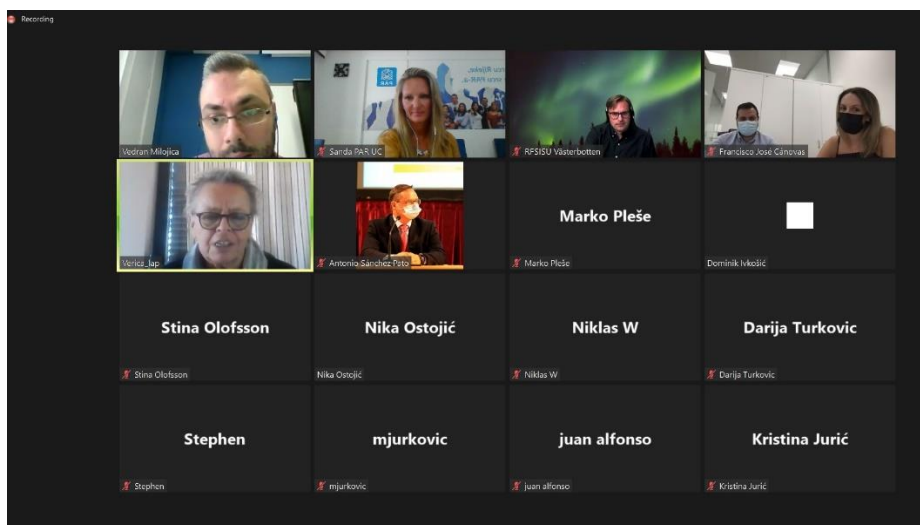 Recording
Vedran Milojica
Sanda PAR UC
RFSISU Västerbotten
Francisco José Cánovas
Verica_lap
Antonio Sánchez Pato
Marko Pleše
Marko Pleše
Dominik Ivkošić
Stina Olofsson
Nika Ostojić
Niklas W
Darija Turkovic
Stina Olofsson
Nika Ostojić
Niklas W
Darija Turkovic
Stephen
mjurkovic
juan alfonso
Kristina Jurić
Stephen
mjurkovic
juan alfonso
Kristina Jurić